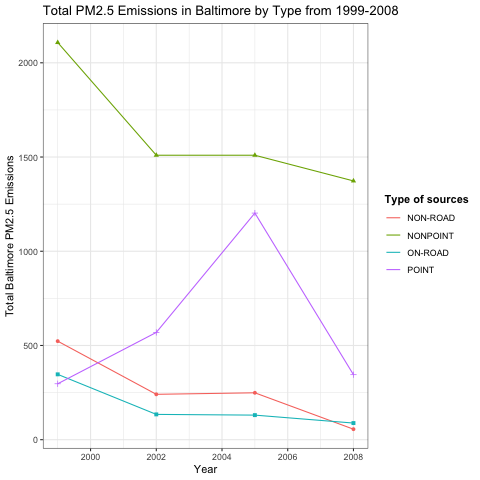 Total PM2.5 Emissions in Baltimore by Type from 1999-2008
Total Baltimore PM2.5 Emissions
2000
1500
1000
500
0
2000 2002 2004 2006 2008
Year
Type of sources
NON-ROAD
NONPOINT
ON-ROAD
POINT